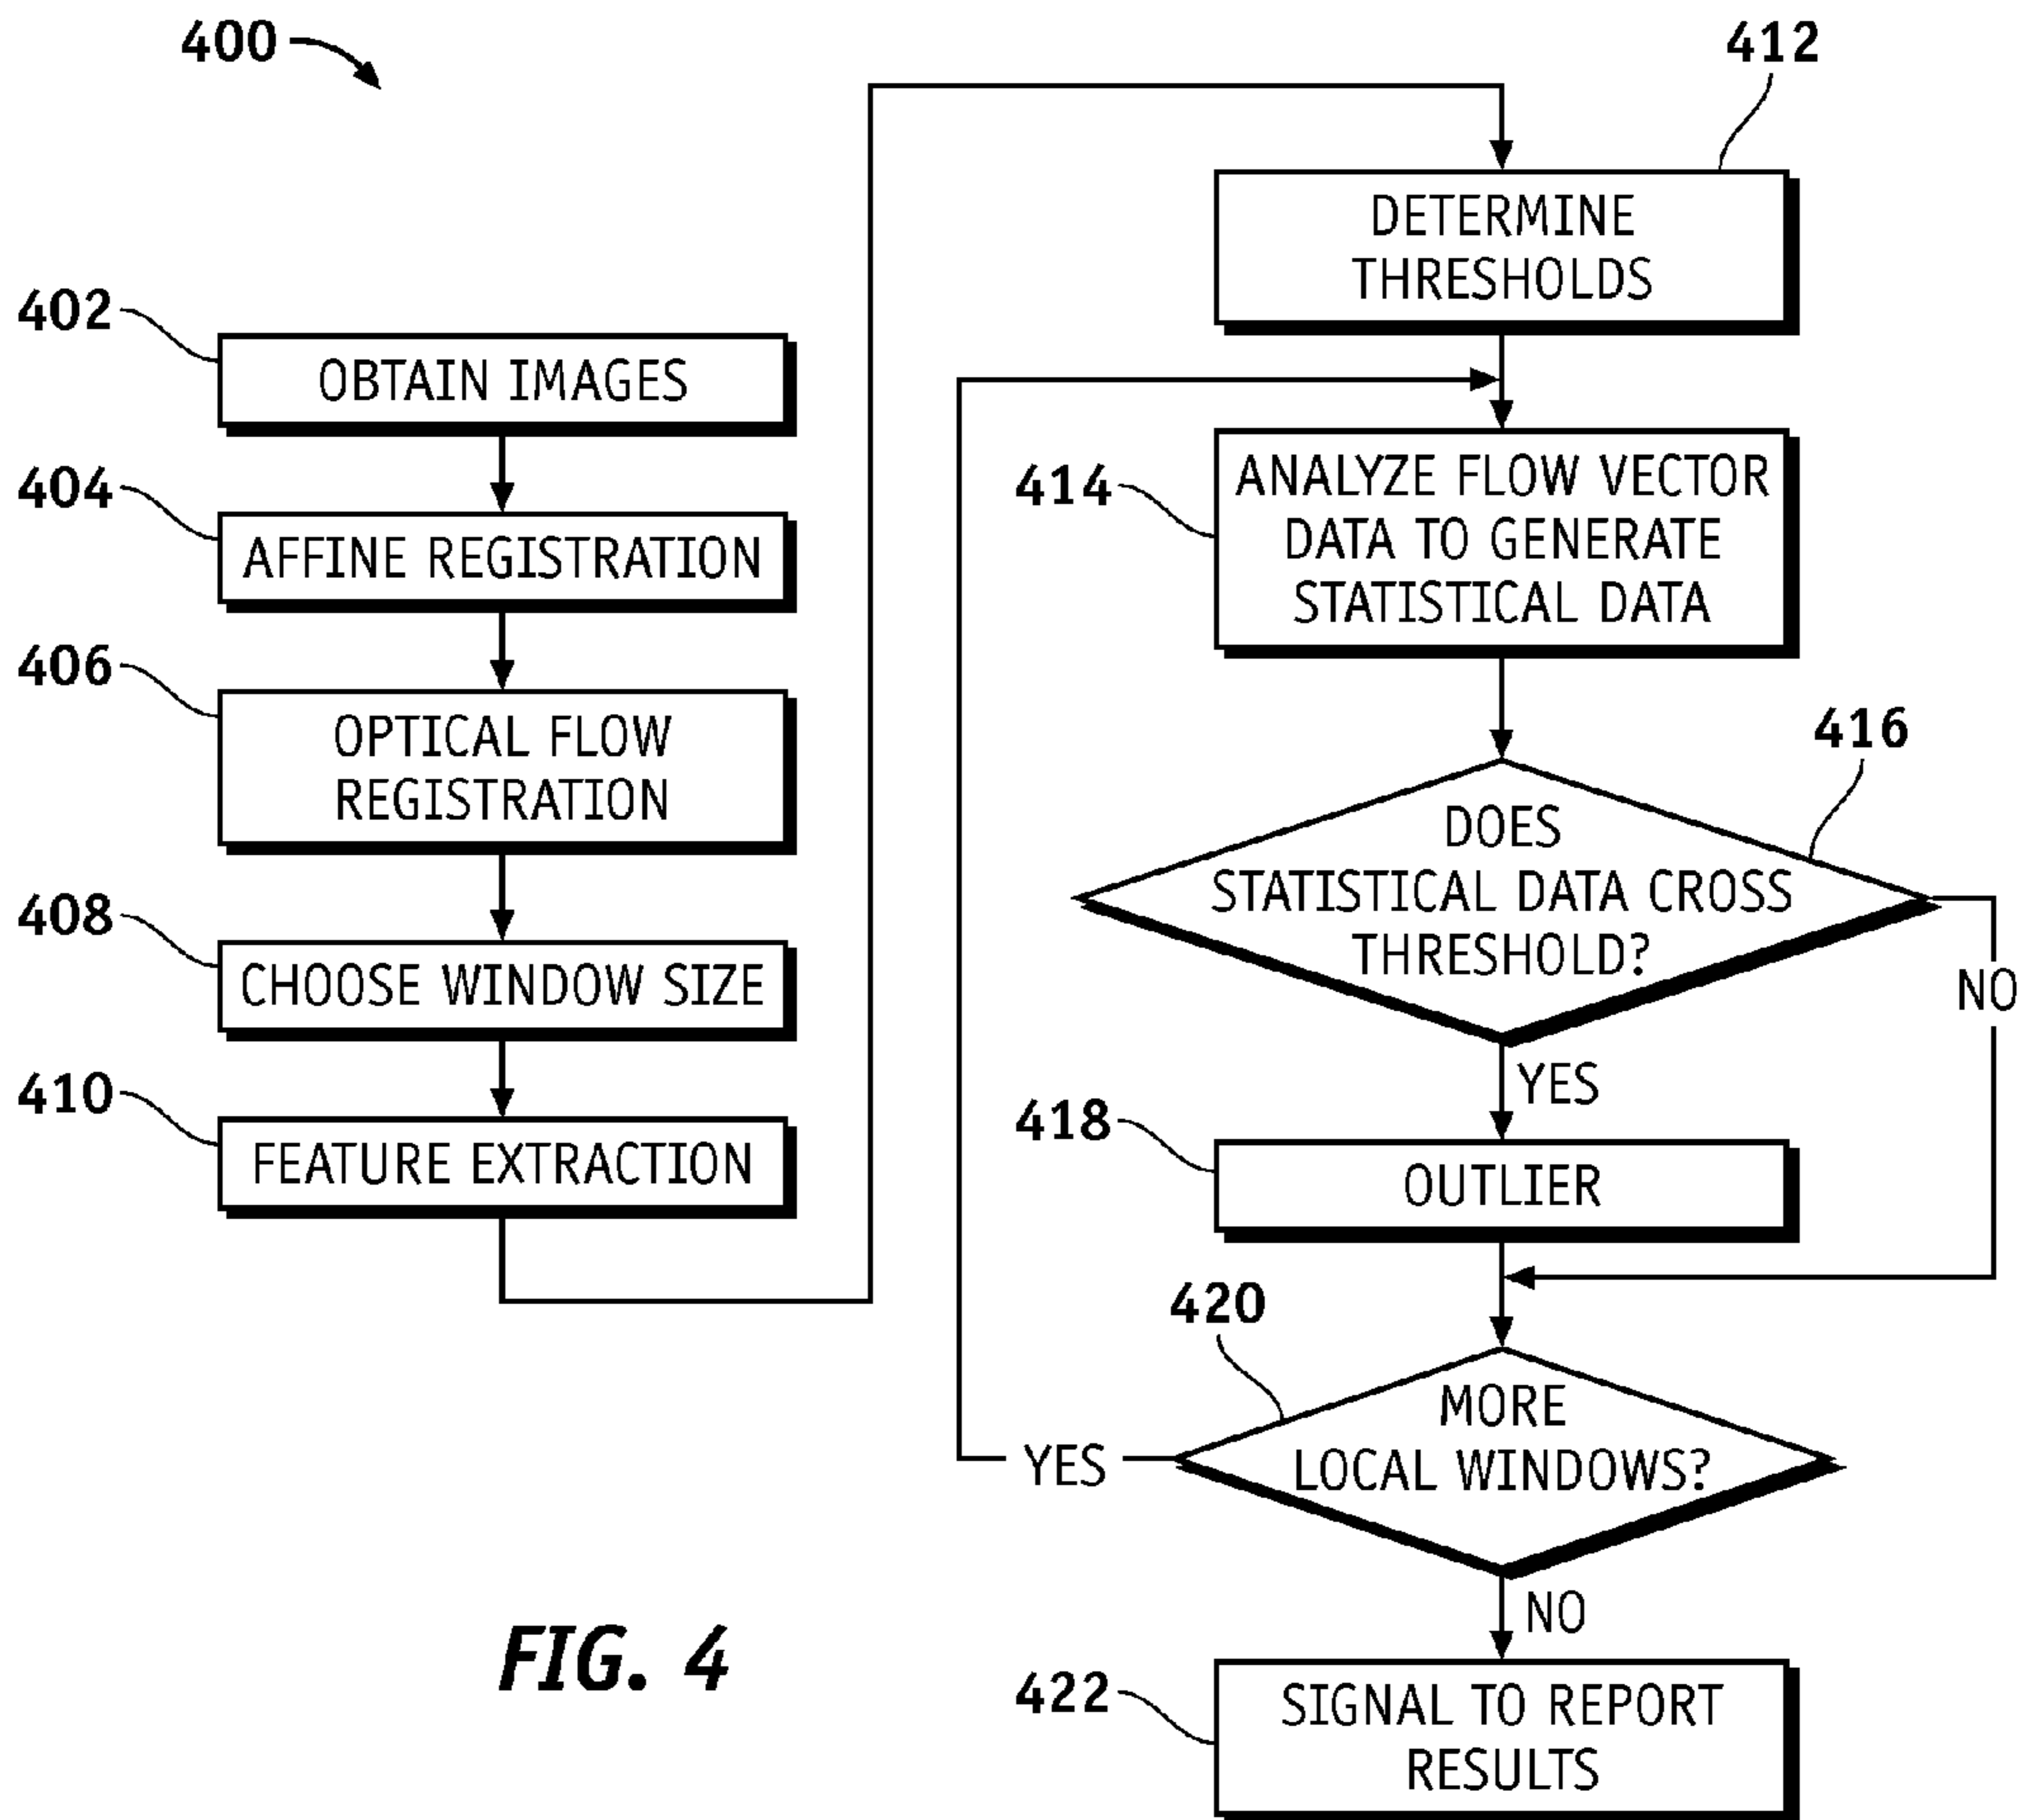 400
402
OBTAIN IMAGES
404
AFFINE REGISTRATION
406
OPTICAL FLOW
REGISTRATION
408
CHOOSE WINDOW SIZE
410
FEATURE EXTRACTION
412
DETERMINE
THRESHOLDS
414
ANALYZE FLOW VECTOR
DATA TO GENERATE
STATISTICAL DATA
416
DOES
STATISTICAL DATA CROSS
THRESHOLD?
NO
YES
418
OUTLIER
420
MORE
LOCAL WINDOWS?
YES
NO
422
SIGNAL TO REPORT
RESULTS
FIG. 4